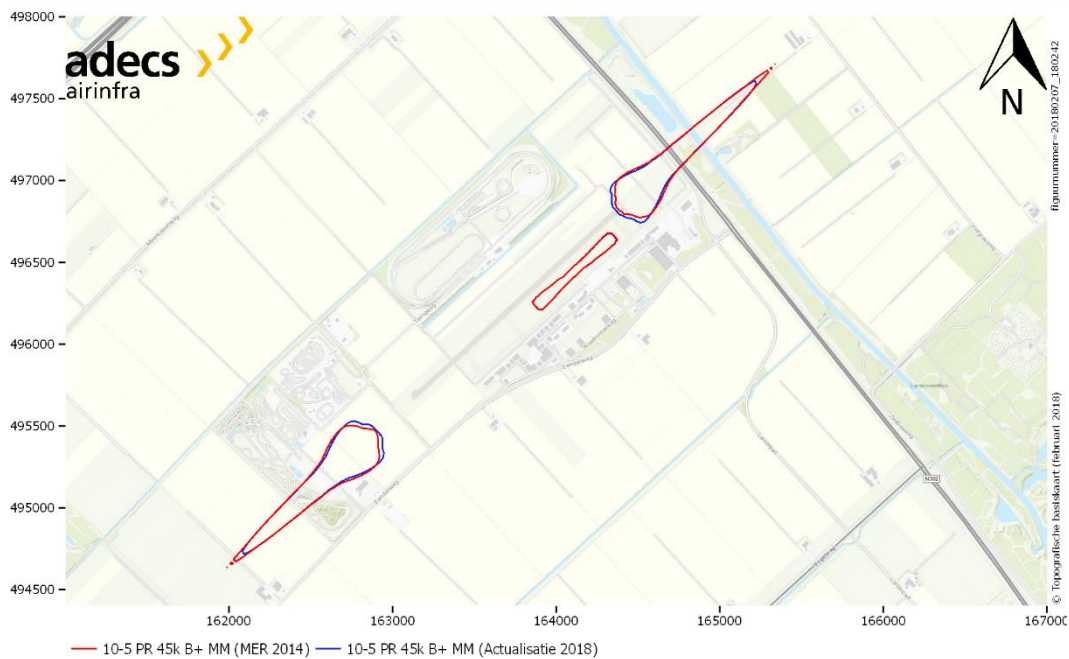 498000
497500
497000
496500
496000
495500
495000
494500
adecs
airinfra
N
figuurnummer=20180207_180242
© Topografische basiskaart (februari 2018)
N302
Eendenweg
162000
163000
164000
165000
166000
167000
10-5 PR 45k B+ MM (MER 2014)
10-5 PR 45k B+ MM (Actualisatie 2018)